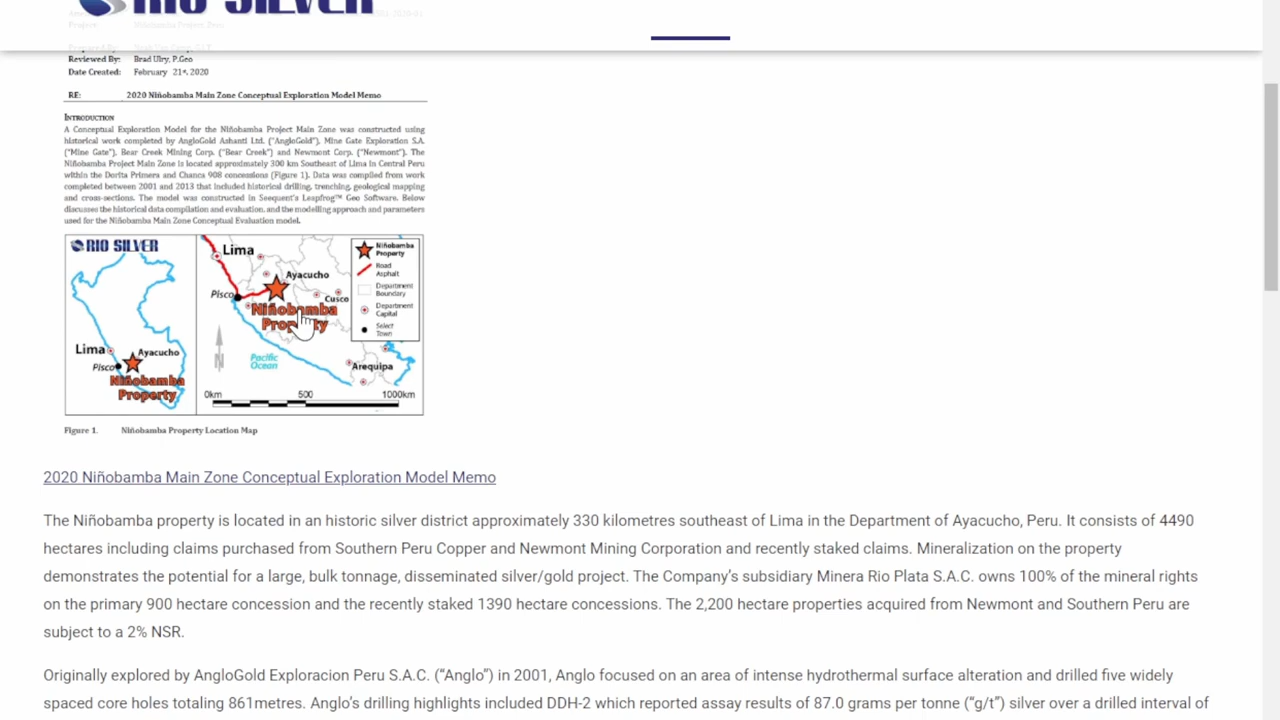 RIO SILVER
Reviewed By: Brad Ulry, P.Geo
Date Created: February 21st, 2020
RE: 2020 Niñobamba Main Zone Conceptual Exploration Model Memo
INTRODUCTION
A Conceptual Exploration Model for the Niñobamba Project Main Zone was constructed using
historical work completed by AngloGold Ashanti Ltd. ("AngloGold"), Mine Gate Exploration S.A.
("Mine Gate"), Bear Creek Mining Corp. ("Bear Creek") and Newmont Corp. ("Newmont"). The
Niñobamba Project Main Zone is located approximately 300 km Southeast of Lima in Central Peru
within the Dorita Primera and Chanca 908 concessions (Figure 1). Data was compiled from work
completed between 2001 and 2013 that included historical drilling, trenching, geological mapping
and cross-sections. The model was constructed in Seequent's Leapfrog™ Geo Software. Below
discusses the historical data compilation and evaluation, and the modelling approach and parameters
used for the Niñobamba Main Zone Conceptual Evaluation model.
RIO SILVER
Lima
Ayacucho
Pisco
Niñobamba
Property
Lima
Ayacucho
Pisco
Cusco
Niñobamba
Property
Pacific
Ocean
N
Arequipa
0km 500 1000km
Niñobamba
Property
Road
Asphalt
Department
Boundary
Department
Capital
Select
Town
Figure 1. Niñobamba Property Location Map
2020 Niñobamba Main Zone Conceptual Exploration Model Memo
The Niñobamba property is located in an historic silver district approximately 330 kilometres southeast of Lima in the Department of Ayacucho, Peru. It consists of 4490
hectares including claims purchased from Southern Peru Copper and Newmont Mining Corporation and recently staked claims. Mineralization on the property
demonstrates the potential for a large, bulk tonnage, disseminated silver/gold project. The Company's subsidiary Minera Rio Plata S.A.C. owns 100% of the mineral rights
on the primary 900 hectare concession and the recently staked 1390 hectare concessions. The 2,200 hectare properties acquired from Newmont and Southern Peru are
subject to a 2% NSR.
Originally explored by AngloGold Exploracion Peru S.A.C. ("Anglo") in 2001, Anglo focused on an area of intense hydrothermal surface alteration and drilled five widely
spaced core holes totaling 861metres. Anglo's drilling highlights included DDH-2 which reported assay results of 87.0 grams per tonne ("g/t") silver over a drilled interval of